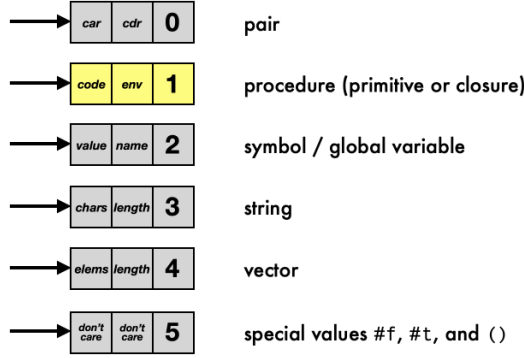 car cdr 0 pair
code env 1 procedure (primitive or closure)
value name 2 symbol / global variable
chars length 3 string
elems length 4 vector
don't care don't care 5 special values #f, #t, and ()